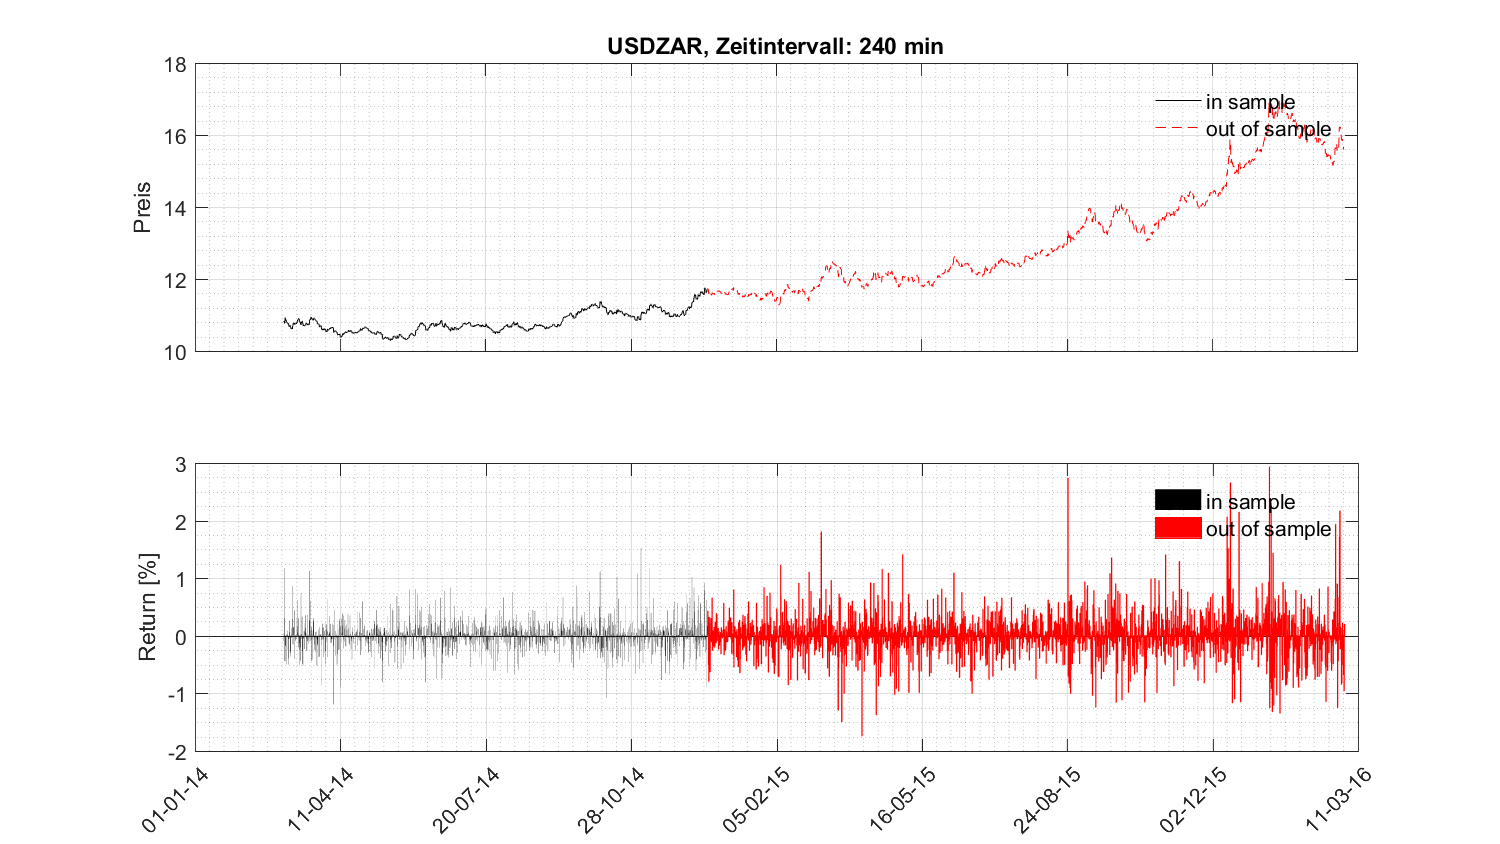 USDZAR, Zeitintervall: 240 min
18
16
14
12
10
Preis
in sample
out of sample
3
2
1
0
-1
-2
Return [%]
in sample
out of sample
01-01-14
11-04-14
20-07-14
28-10-14
05-02-15
16-05-15
24-08-15
02-12-15
11-03-16